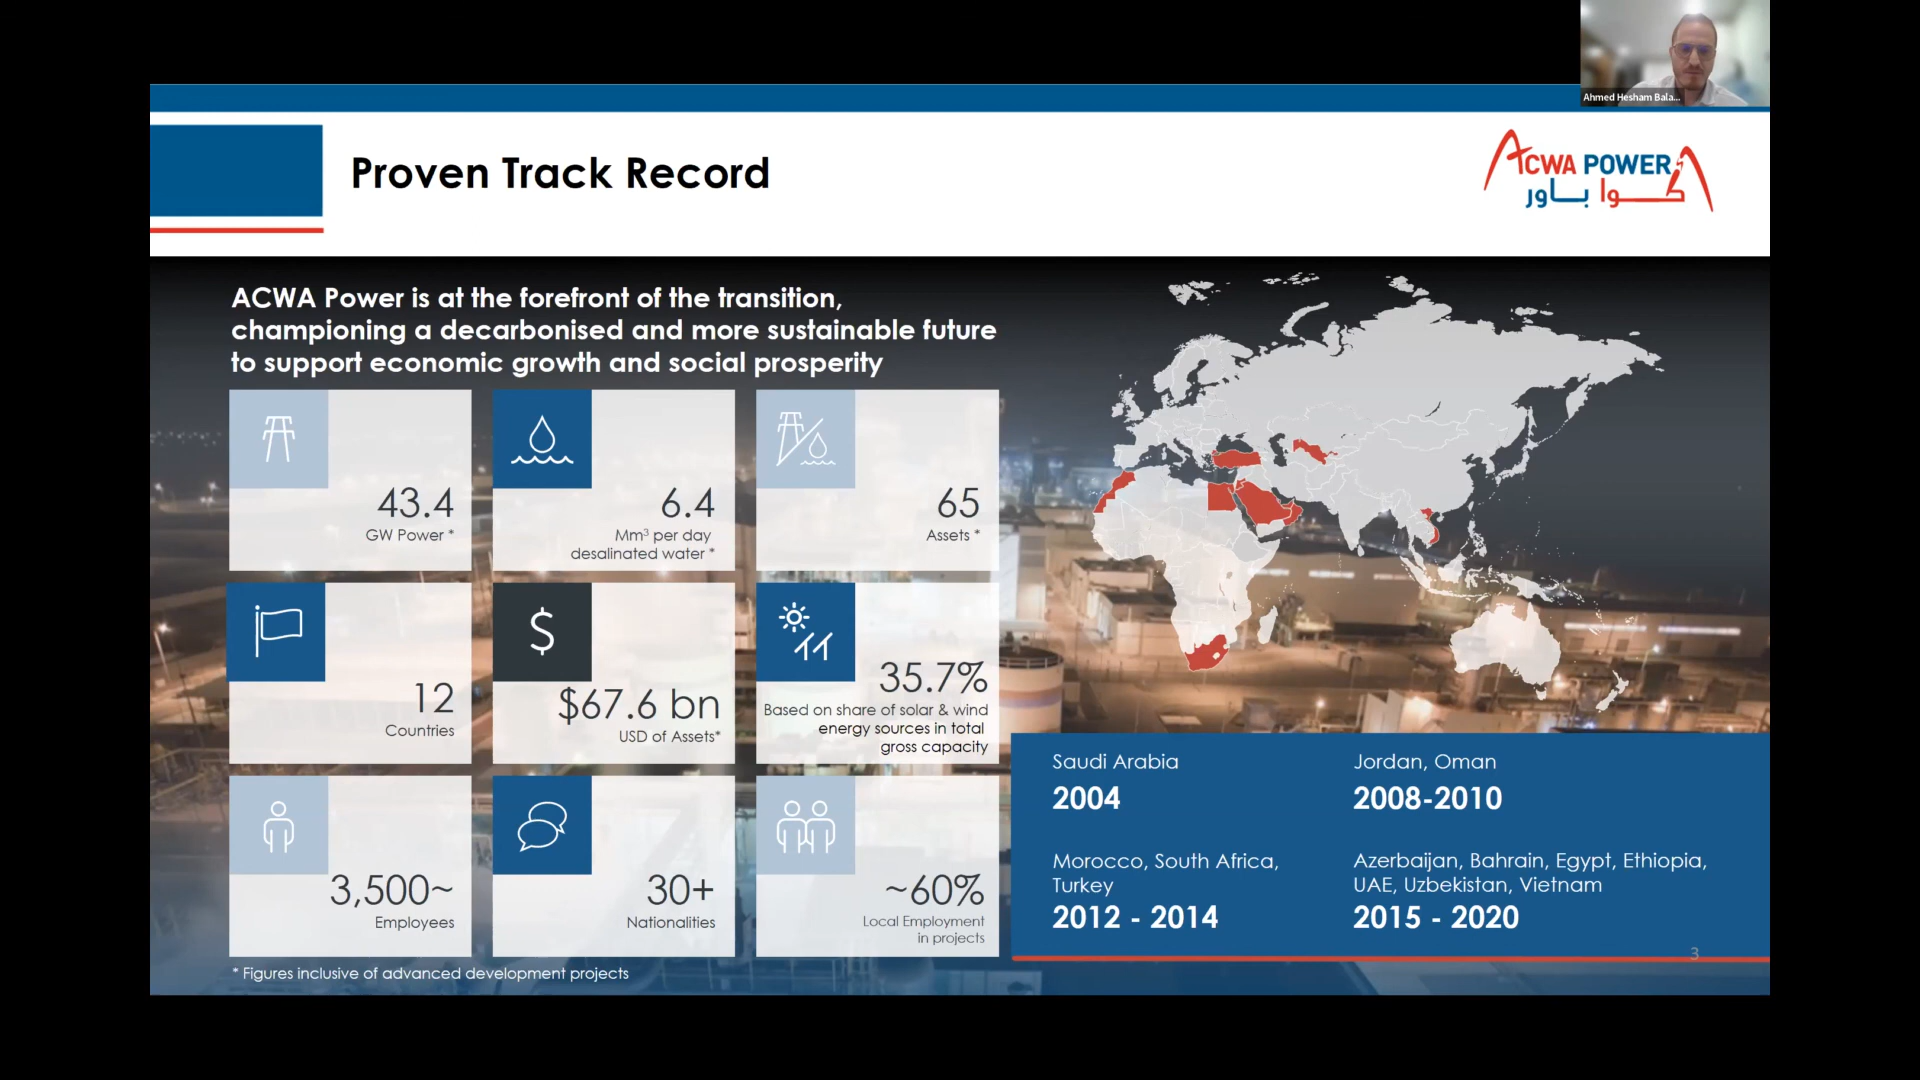 Ahmed Hesham Bala...
Proven Track Record
ACWA POWER
أكوا باور
ACWA Power is at the forefront of the transition,
championing a decarbonised and more sustainable future
to support economic growth and social prosperity
43.4
GW Power *
6.4
Mm³ per day
desalinated water *
65
Assets *
12
Countries
$
$67.6 bn
USD of Assets*
35.7%
Based on share of solar & wind
energy sources in total
gross capacity
3,500~
Employees
30+
Nationalities
~60%
Local Employment
in projects
* Figures inclusive of advanced development projects
Saudi Arabia
2004
Jordan, Oman
2008-2010
Morocco, South Africa,
Turkey
2012 - 2014
Azerbaijan, Bahrain, Egypt, Ethiopia,
UAE, Uzbekistan, Vietnam
2015 - 2020
3